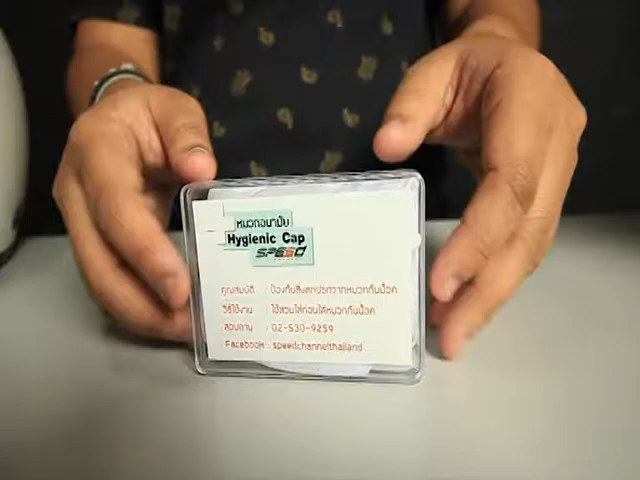 หมวกอนามัย
Hygienic Cap
SPEED
คุณสมบัติ : ป้องกันสิ่งสกปรกจากหมวกกันน็อค
วิธีใช้งาน : ใช้สวมใส่ก่อนใส่หมวกกันน็อค
สอบถาม : 02-530-9259
Facebook : speedchannelthailand